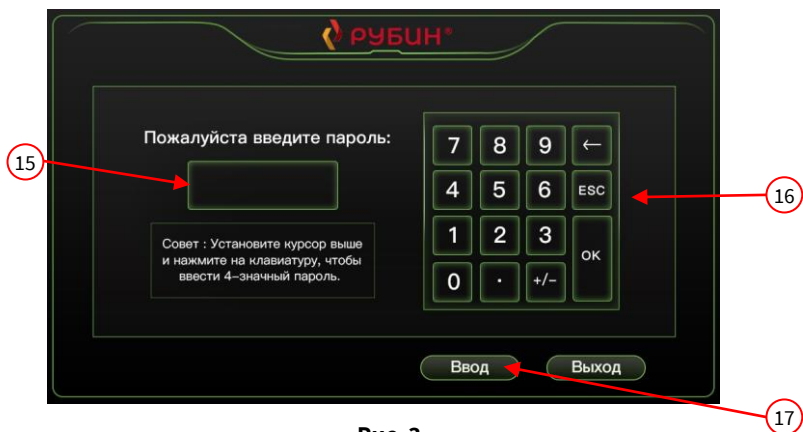 РУБИН®
Пожалуйста введите пароль:
15
Совет : Установите курсор выше
и нажмите на клавиатуру, чтобы
ввести 4-значный пароль.
7 8 9 ←
4 5 6 ESC
16
1 2 3
OK
0 . +/-
Ввод Выход
17